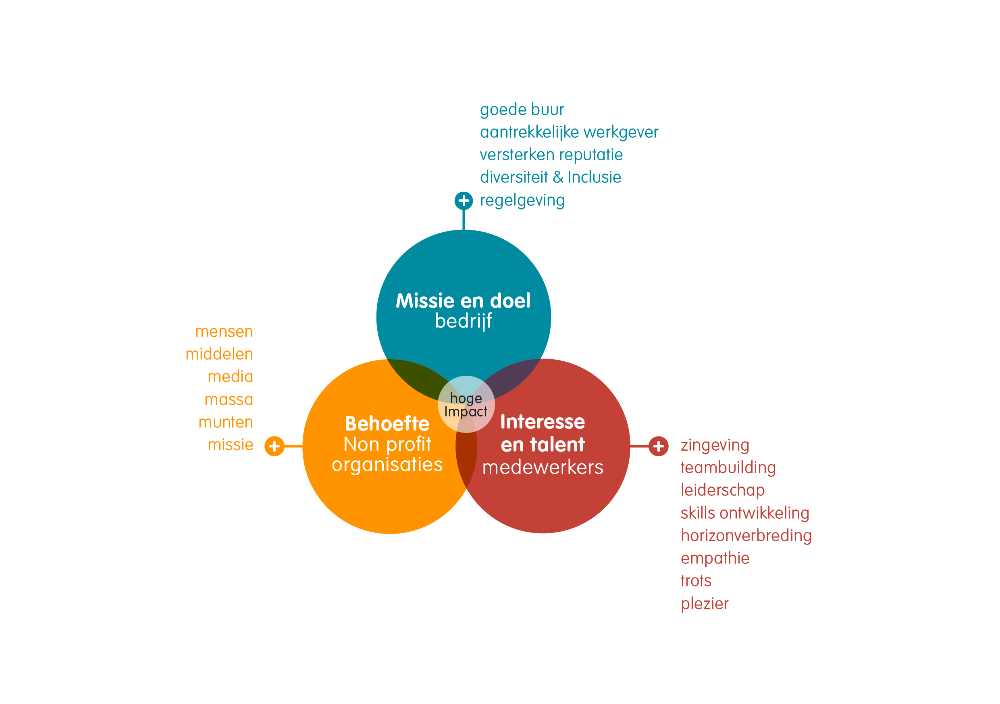 goede buur
aantrekkelijke werkgever
versterken reputatie
diversiteit & Inclusie
regelgeving
Missie en doel
bedrijf
mensen
middelen
media
massa
munten
missie
hoge
Impact
Behoefte
Non profit
organisaties
Interesse
en talent
medewerkers
zingeving
teambuilding
leiderschap
skills ontwikkeling
horizonverbreding
empathie
trots
plezier